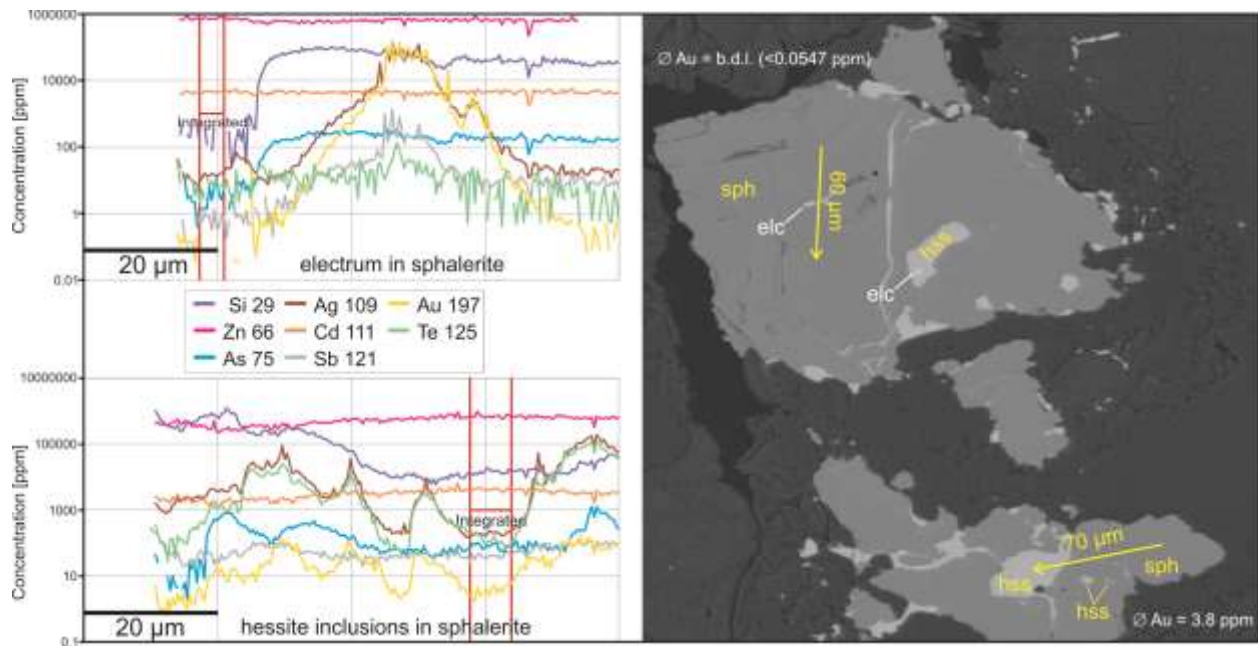 1000000
10000
100
1
0.01
Concentration [ppm]
Integrated
20 µm
electrum in sphalerite
Si 29
Ag 109
Au 197
Zn 66
Cd 111
Te 125
As 75
Sb 121
10000000
100000
1000
10
0.1
Concentration [ppm]
Integrated
20 µm
hessite inclusions in sphalerite
Ø Au = b.d.l. (<0.0547 ppm)
sph
60 µm
elc
hss
elc
70 µm
sph
hss
hss
Ø Au = 3.8 ppm